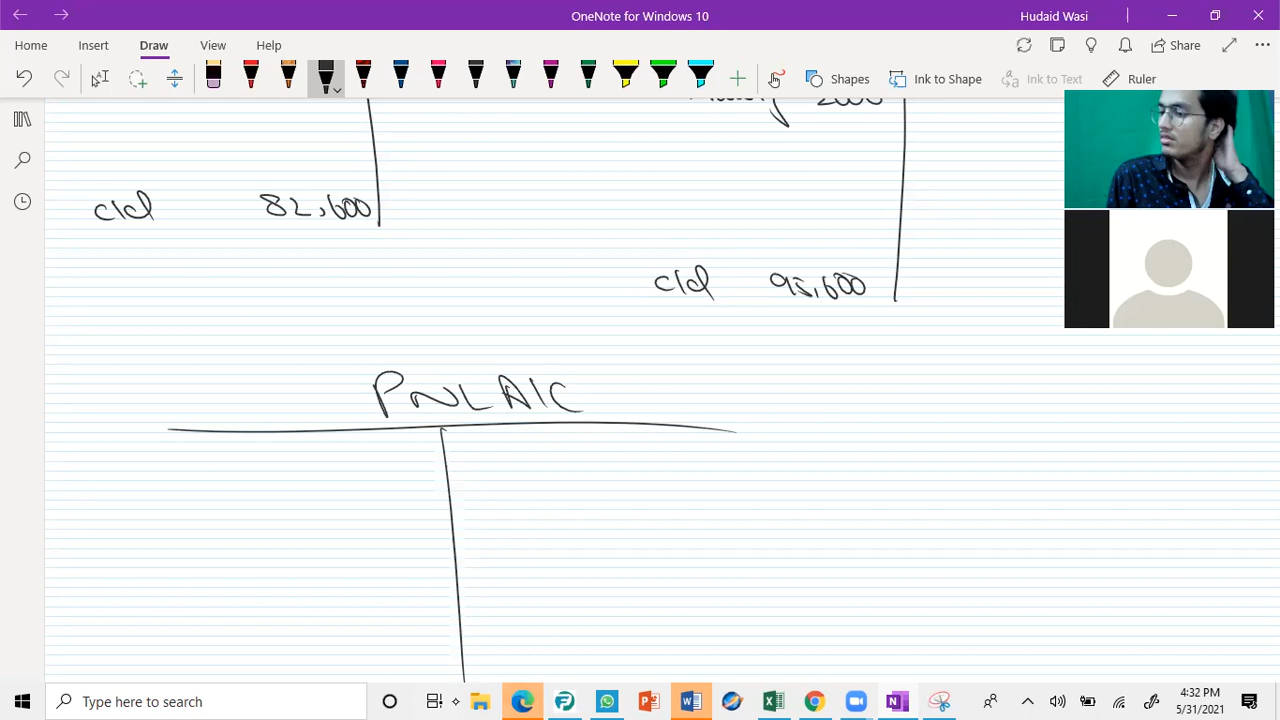 OneNote for Windows 10
Hudaid Wasi
Home Insert Draw View Help
Share
Shapes
Ink to Shape
Ink to Text
Ruler
2000
c/d 82,600
c/d 95,600
PNL A/C
Type here to search
4:32 PM
5/31/2021